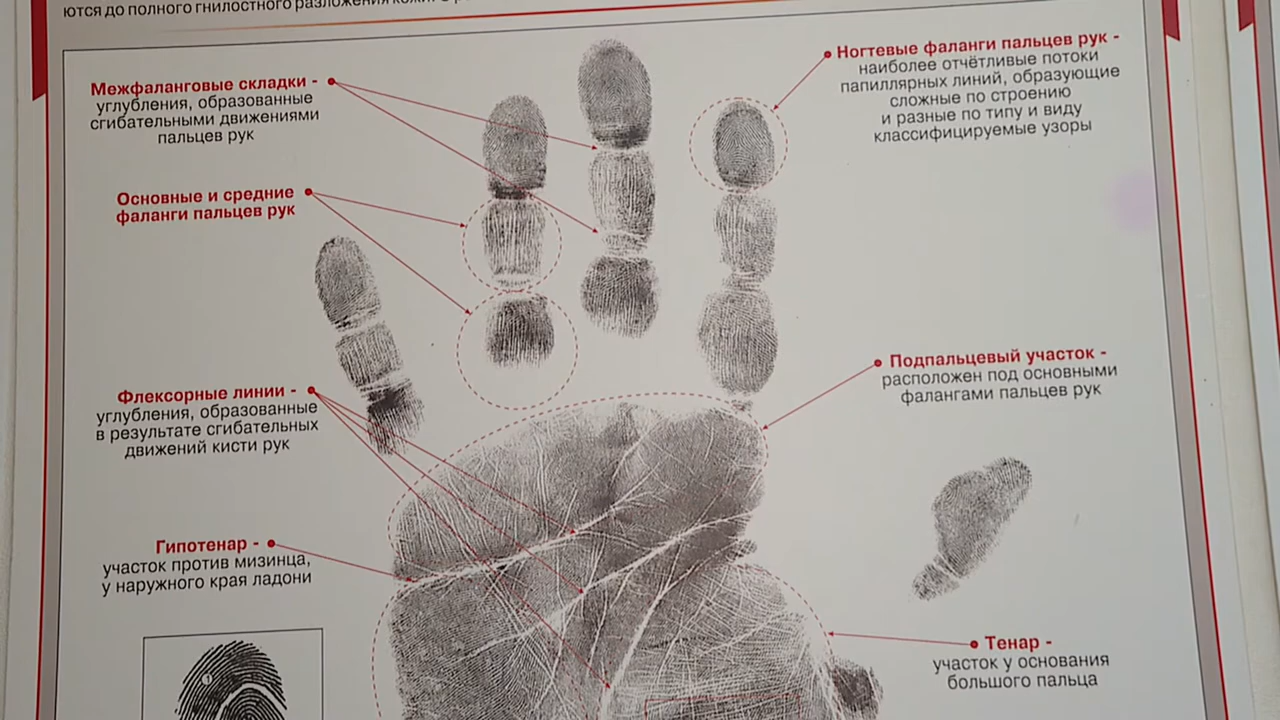 ются до полного гнилостного разложения кожи.
Межфаланговые складки -
углубления, образованные
сгибательными движениями
пальцев рук
Основные и средние
фаланги пальцев рук
Флексорные линии -
углубления, образованные
в результате сгибательных
движений кисти рук
Гипотенар -
участок против мизинца,
у наружного края ладони
Ногтевые фаланги пальцев рук -
наиболее отчётливые потоки
папиллярных линий, образующие
сложные по строению
и разные по типу и виду
классифицируемые узоры
Подпальцевый участок -
расположен под основными
фалангами пальцев рук
Тенар -
участок у основания
большого пальца